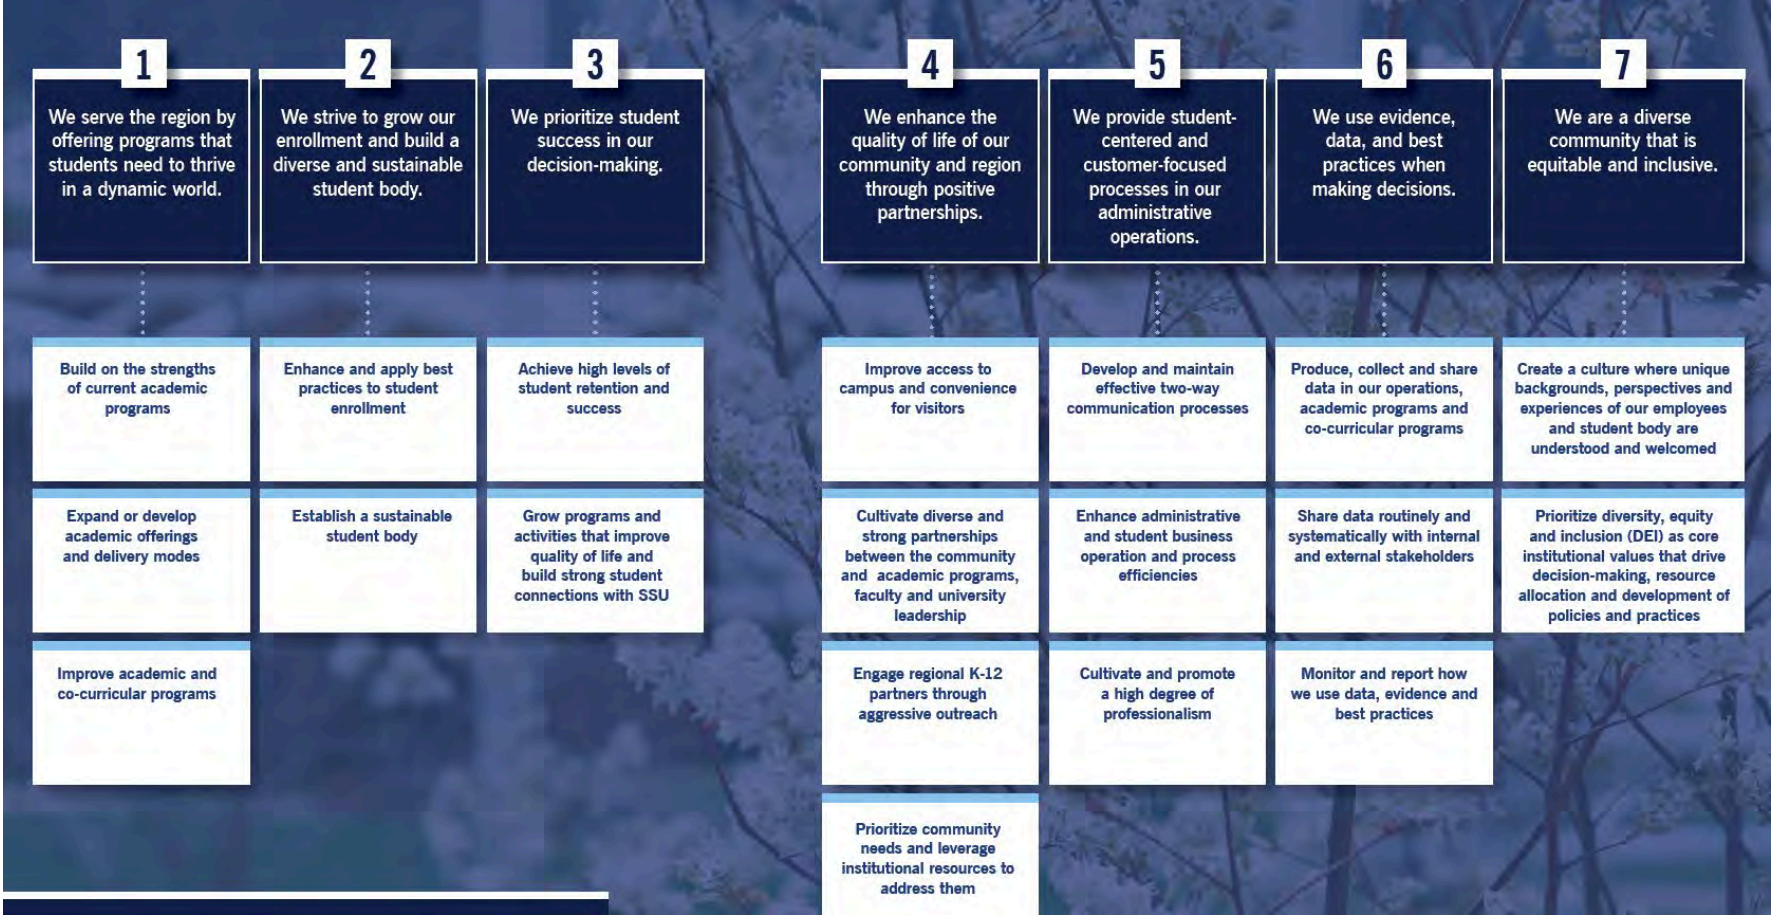 1
We serve the region by
offering programs that
students need to thrive
in a dynamic world.
Build on the strengths
of current academic
programs
Expand or develop
academic offerings
and delivery modes
Improve academic and
co-curricular programs
2
We strive to grow our
enrollment and build a
diverse and sustainable
student body.
Enhance and apply best
practices to student
enrollment
Establish a sustainable
student body
3
We prioritize student
success in our
decision-making.
Achieve high levels of
student retention and
success
Grow programs and
activities that improve
quality of life and
build strong student
connections with SSU
4
We enhance the
quality of life of our
community and region
through positive
partnerships.
Improve access to
campus and convenience
for visitors
Cultivate diverse and
strong partnerships
between the community
and academic programs,
faculty and university
leadership
Engage regional K-12
partners through
aggressive outreach
Prioritize community
needs and leverage
institutional resources to
address them
5
We provide student-
centered and
customer-focused
processes in our
administrative
operations.
Develop and maintain
effective two-way
communication processes
Enhance administrative
and student business
operation and process
efficiencies
Cultivate and promote
a high degree of
professionalism
6
We use evidence,
data, and best
practices when
making decisions.
Produce, collect and share
data in our operations,
academic programs and
co-curricular programs
Share data routinely and
systematically with internal
and external stakeholders
Monitor and report how
we use data, evidence and
best practices
7
We are a diverse
community that is
equitable and inclusive.
Create a culture where unique
backgrounds, perspectives and
experiences of our employees
and student body are
understood and welcomed
Prioritize diversity, equity
and inclusion (DEI) as core
institutional values that drive
decision-making, resource
allocation and development of
policies and practices